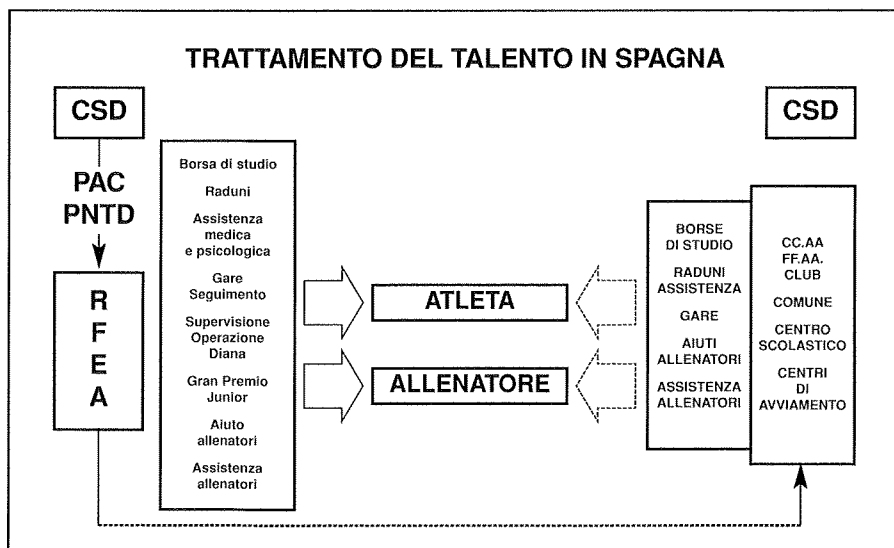 TRATTAMENTO DEL TALENTO IN SPAGNA
CSD
PAC
PNTD
R
F
E
A
Borsa di studio
Raduni
Assistenza
medica
e psicologica
Gare
Seguimento
Supervisione
Operazione
Diana
Gran Premio
Junior
Aiuto
allenatori
Assistenza
allenatori
ATLETA
ALLENATORE
CSD
BORSE
DI STUDIO
RADUNI
ASSISTENZA
GARE
AIUTI
ALLENATORI
ASSISTENZA
ALLENATORI
CC.AA
FF.AA.
CLUB
COMUNE
CENTRO
SCOLASTICO
CENTRI
DI
AVVIAMENTO